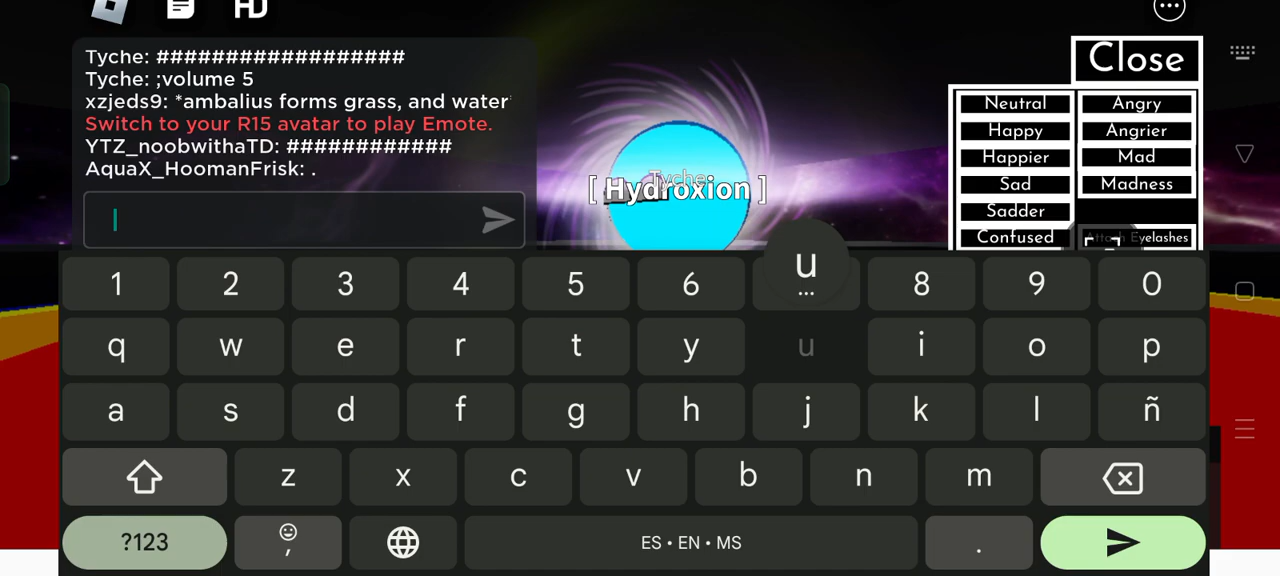 HD
Tyche: ##################
Tyche: ;volume 5
xzjeds9: *ambalius forms grass, and water
Switch to your R15 avatar to play Emote.
YTZ_noobwithaTD: ############
AquaX_HoomanFrisk: .
Tyche
[ Hydroxion ]
Close
Neutral Angry
Happy Angrier
Happier Mad
Sad Madness
Sadder
Confused Eyelashes
u
...
1 2 3 4 5 6 8 9 0
q w e r t y u i o p
a s d f g h j k l ñ
z x c v b n m
?123 , ES • EN • MS .